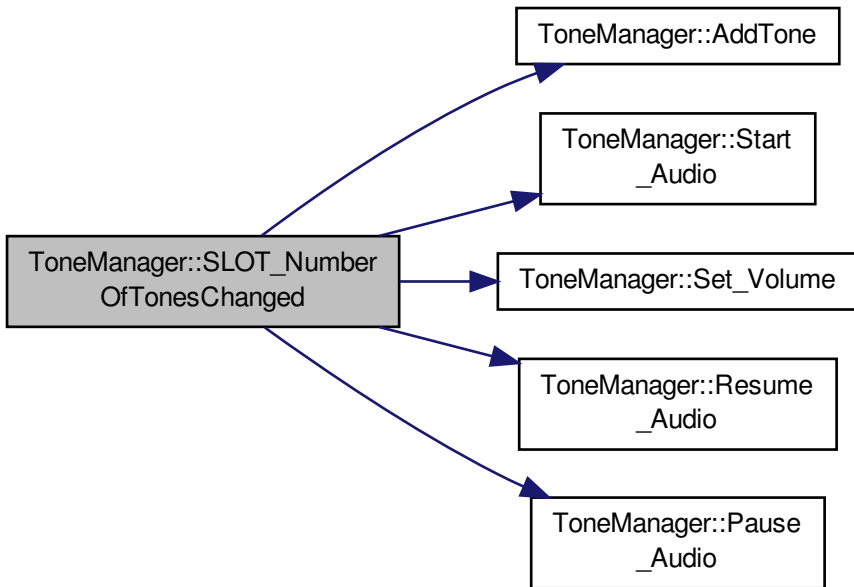 ToneManager::AddTone
ToneManager::Start
_Audio
ToneManager::SLOT_Number
OfTonesChanged
ToneManager::Set_Volume
ToneManager::Resume
_Audio
ToneManager::Pause
_Audio